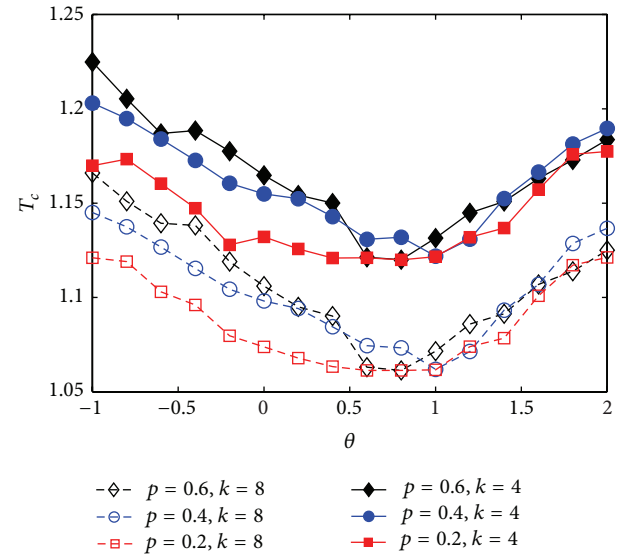 1.25
1.2
1.15
1.1
1.05
T_c
−1 −0.5 0 0.5 1 1.5 2
θ
p = 0.6, k = 8 p = 0.6, k = 4
p = 0.4, k = 8 p = 0.4, k = 4
p = 0.2, k = 8 p = 0.2, k = 4